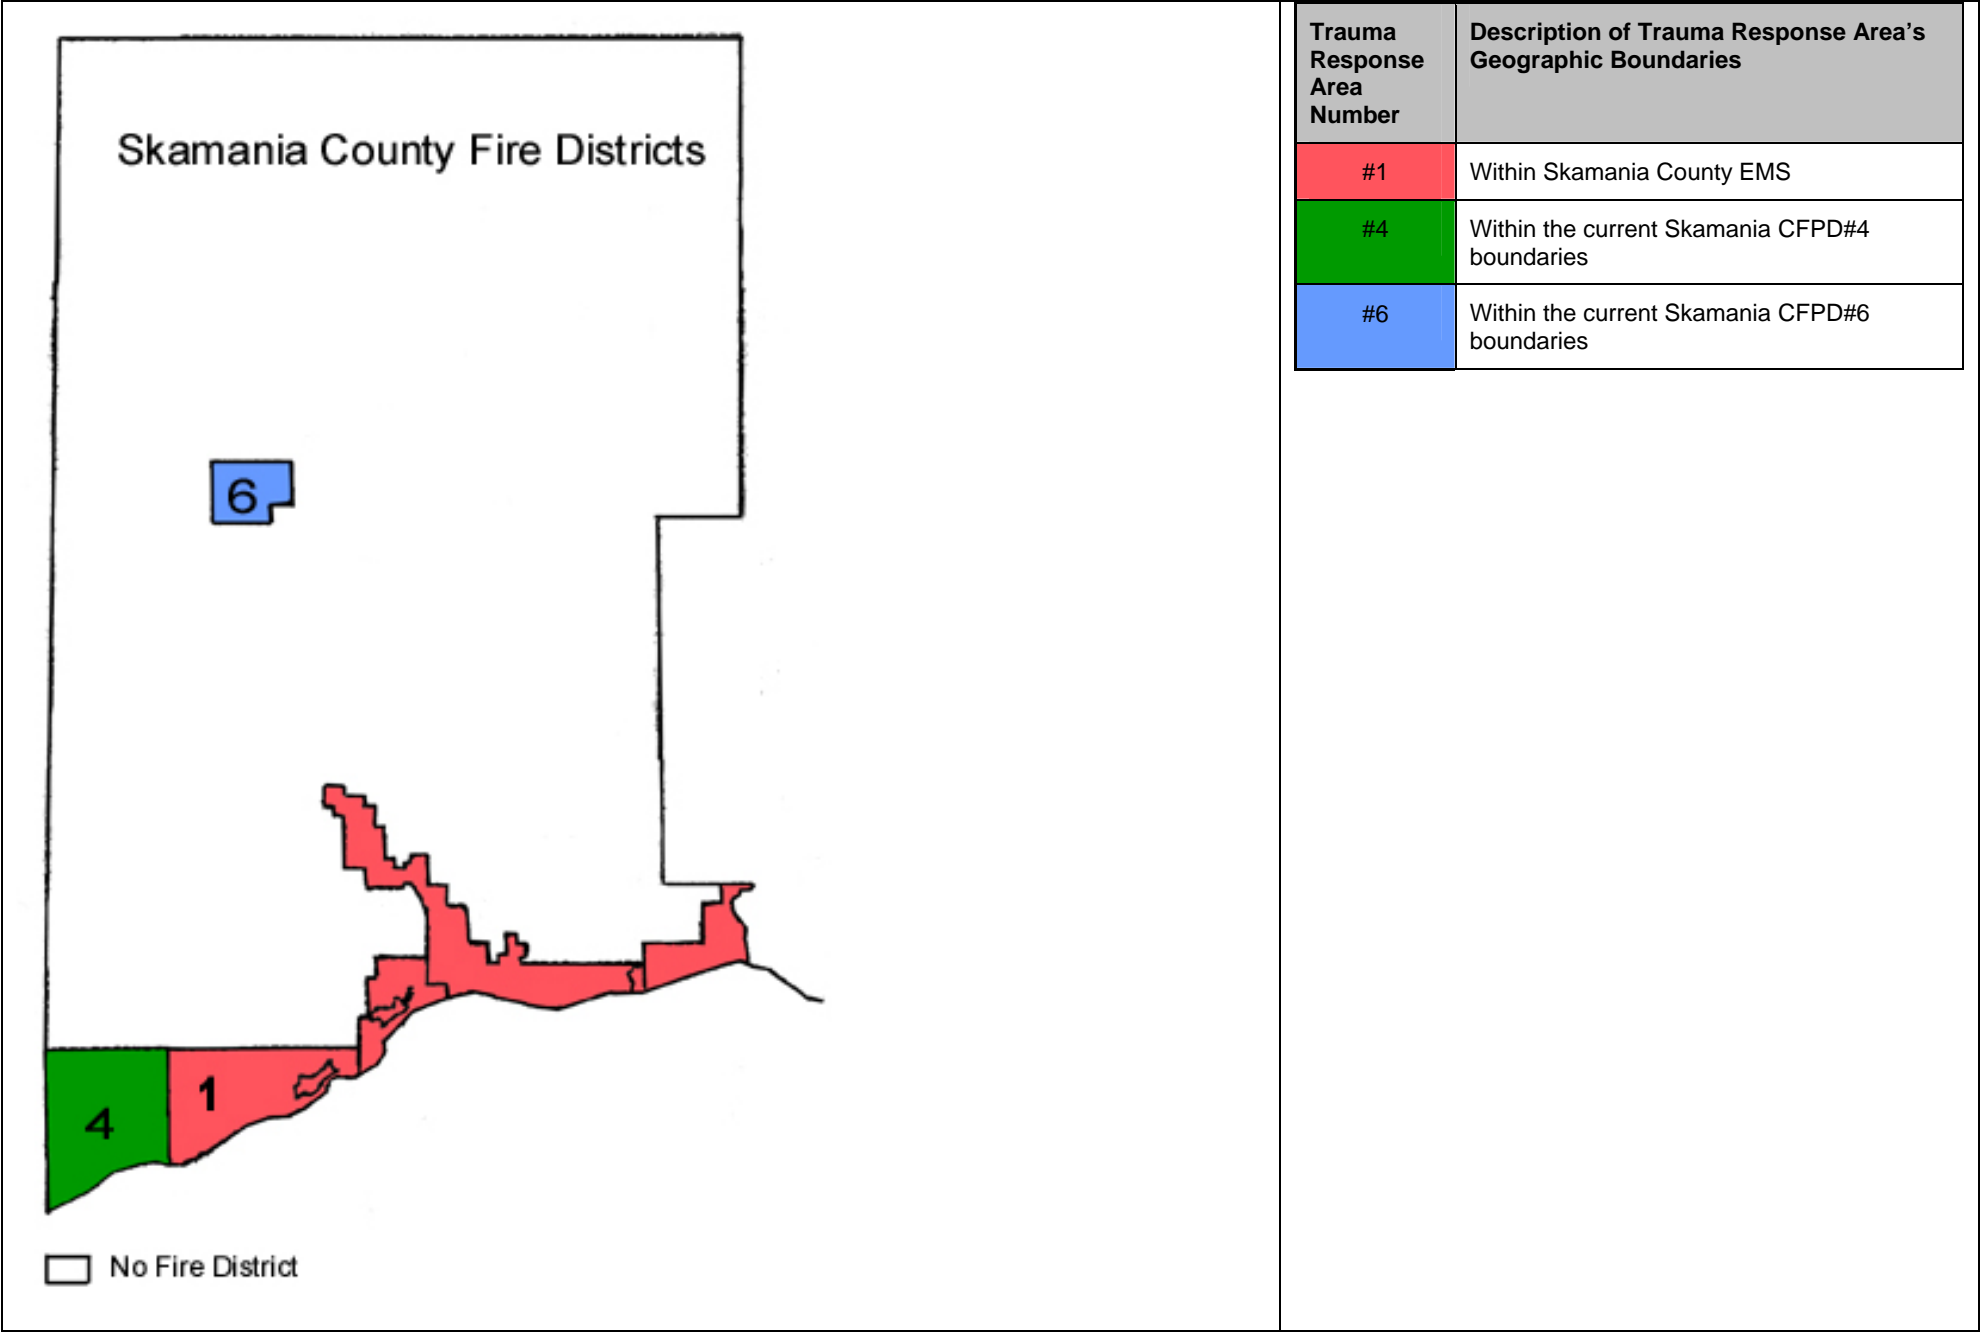 Skamania County Fire Districts
6
1
4
No Fire District
Trauma
Response
Area
Number
Description of Trauma Response Area’s
Geographic Boundaries
#1
Within Skamania County EMS
#4
Within the current Skamania CFPD#4
boundaries
#6
Within the current Skamania CFPD#6
boundaries